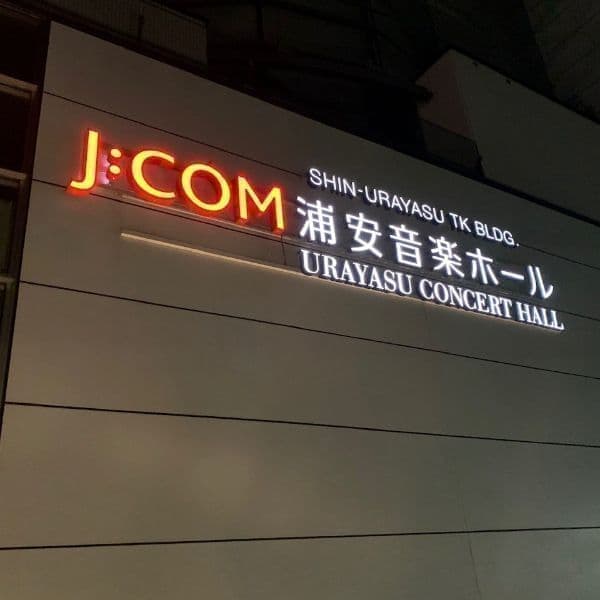 SHIN-URAYASU TK BLDG.
J:COM 浦安音楽ホール
URAYASU CONCERT HALL